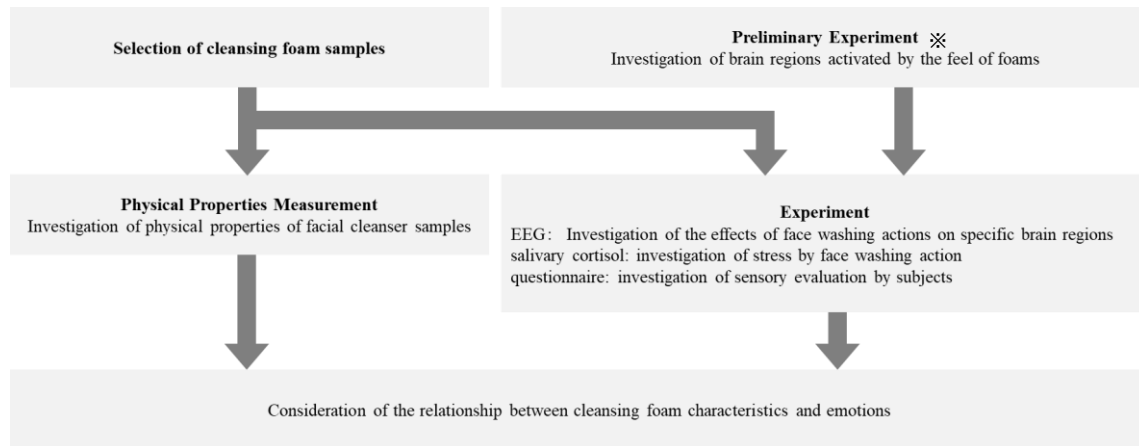 Selection of cleansing foam samples
Preliminary Experiment ※
Investigation of brain regions activated by the feel of foams
Physical Properties Measurement
Investigation of physical properties of facial cleanser samples
Experiment
EEG: Investigation of the effects of face washing actions on specific brain regions
salivary cortisol: investigation of stress by face washing action
questionnaire: investigation of sensory evaluation by subjects
Consideration of the relationship between cleansing foam characteristics and emotions